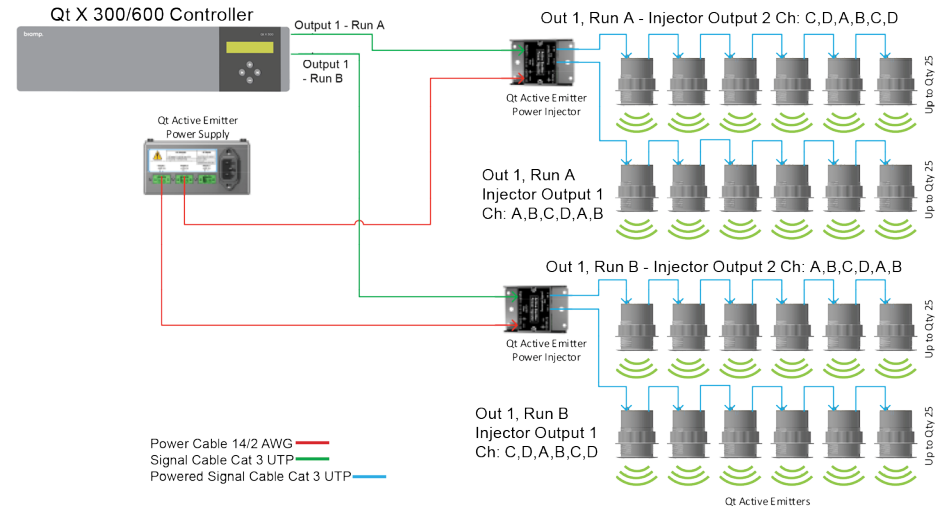 Qt X 300/600 Controller
biamp.
Output 1 - Run A
Output 1
- Run B
Out 1, Run A - Injector Output 2 Ch: C,D,A,B,C,D
Up to Qty 25
Qt Active Emitter
Power Injector
Qt Active Emitter
Power Supply
Out 1, Run A
Injector Output 1
Ch: A,B,C,D,A,B
Up to Qty 25
Out 1, Run B - Injector Output 2 Ch: A,B,C,D,A,B
Up to Qty 25
Qt Active Emitter
Power Injector
Out 1, Run B
Injector Output 1
Ch: C,D,A,B,C,D
Up to Qty 25
Power Cable 14/2 AWG
Signal Cable Cat 3 UTP
Powered Signal Cable Cat 3 UTP
Qt Active Emitters